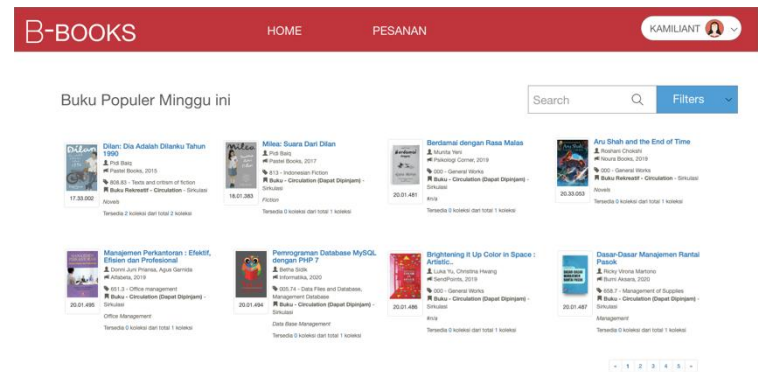 B-BOOKS
HOME
PESANAN
KAMILIANT
Buku Populer Minggu ini
Search
Filters
Dilan: Dia Adalah Dilanku Tahun
1990
Pidi Baiq
Pastel Books, 2015
808.83 - Texts and critism of fiction
Buku Rekreatif - Circulation - Sirkulasi
Novels
Tersedia 2 koleksi dari total 2 koleksi
17.33.002
Milea: Suara Dari Dilan
Pidi Baiq
Pastel Books, 2017
813 - Indonesian Fiction
Buku - Circulation (Dapat Dipinjam) -
Sirkulasi
Fiction
Tersedia 0 koleksi dari total 1 koleksi
18.01.383
Berdamai dengan Rasa Malas
Munita Yeni
Psikologi Corner, 2019
000 - General Works
Buku - Circulation (Dapat Dipinjam) -
Sirkulasi
#n/a
Tersedia 0 koleksi dari total 1 koleksi
20.01.481
Aru Shah and the End of Time
Roshani Chokshi
Noura Books, 2019
000 - General Works
Buku Rekreatif - Circulation - Sirkulasi
Novels
Tersedia 0 koleksi dari total 1 koleksi
20.33.053
Manajemen Perkantoran : Efektif,
Efisien dan Profesional
Donni Juni Priansa, Agus Garnida
Alfabeta, 2019
651.3 - Office management
Buku - Circulation (Dapat Dipinjam) -
Sirkulasi
Office Management
Tersedia 0 koleksi dari total 1 koleksi
20.01.495
Pemrograman Database MySQL
dengan PHP 7
Betha Sidik
Informatika, 2020
005.74 - Data Files and Database,
Management Database
Buku - Circulation (Dapat Dipinjam) -
Sirkulasi
Data Base Management
Tersedia 0 koleksi dari total 1 koleksi
20.01.494
Brightening It Up Color in Space :
Artistic..
Luka Yu, Christina Hwang
SendPoints, 2019
000 - General Works
Buku - Circulation (Dapat Dipinjam) -
Sirkulasi
#n/a
Tersedia 0 koleksi dari total 1 koleksi
20.01.486
Dasar-Dasar Manajemen Rantai
Pasok
Ricky Virona Martono
Bumi Aksara, 2020
658.7 - Management of Supplies
Buku - Circulation (Dapat Dipinjam) -
Sirkulasi
Management
Tersedia 0 koleksi dari total 1 koleksi
20.01.487
« 1 2 3 4 5 »